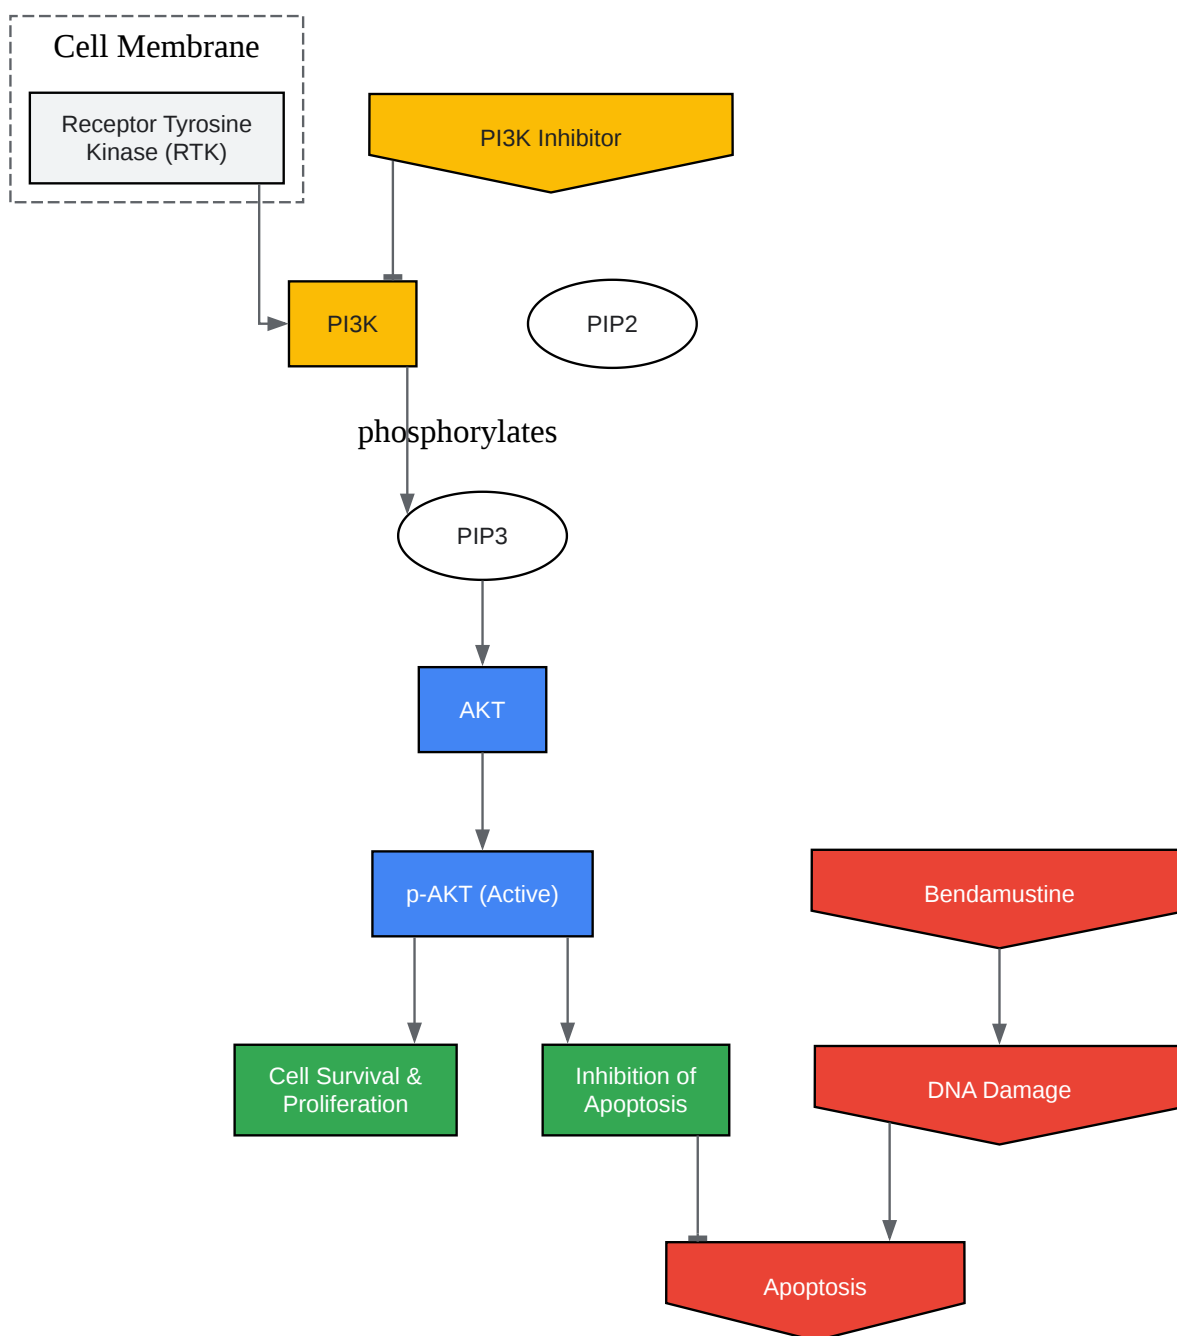 Cell Membrane
Receptor Tyrosine
Kinase (RTK)
PI3K Inhibitor
PI3K
PIP2
phosphorylates
PIP3
AKT
p-AKT (Active)
Bendamustine
Cell Survival &
Proliferation
Inhibition of
Apoptosis
DNA Damage
Apoptosis